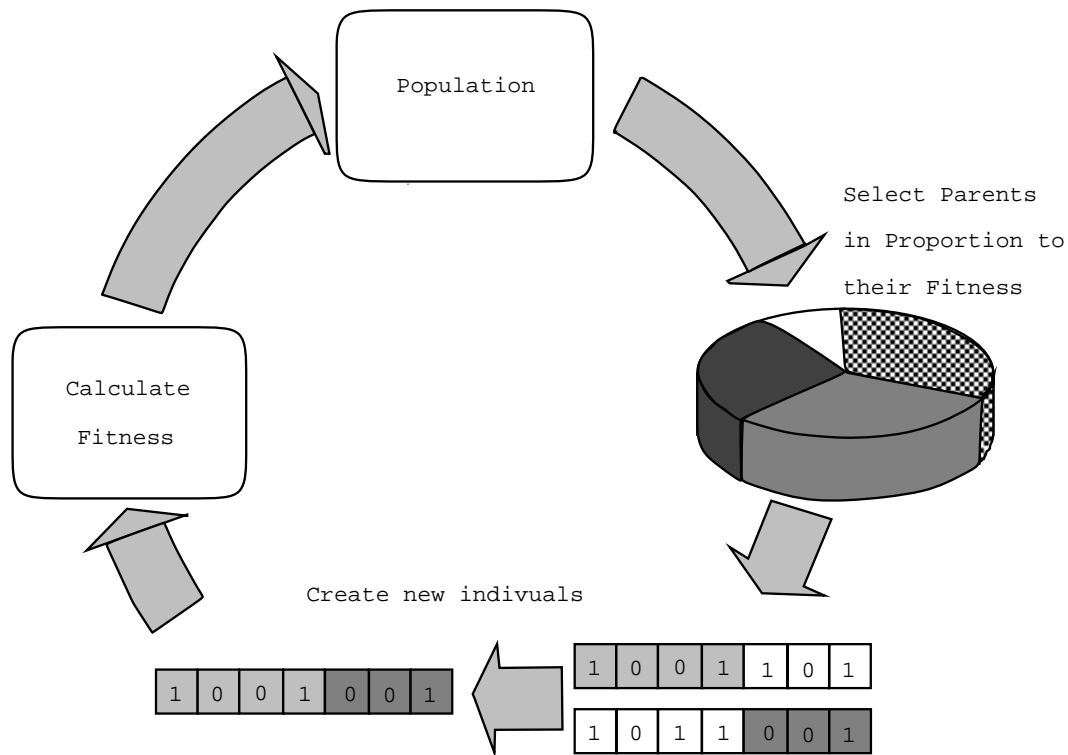 Population
Select Parents
in Proportion to
their Fitness
Calculate
Fitness
Create new indivuals
1 0 0 1 1 0 1
1 0 0 1 0 0 1
1 0 1 1 0 0 1